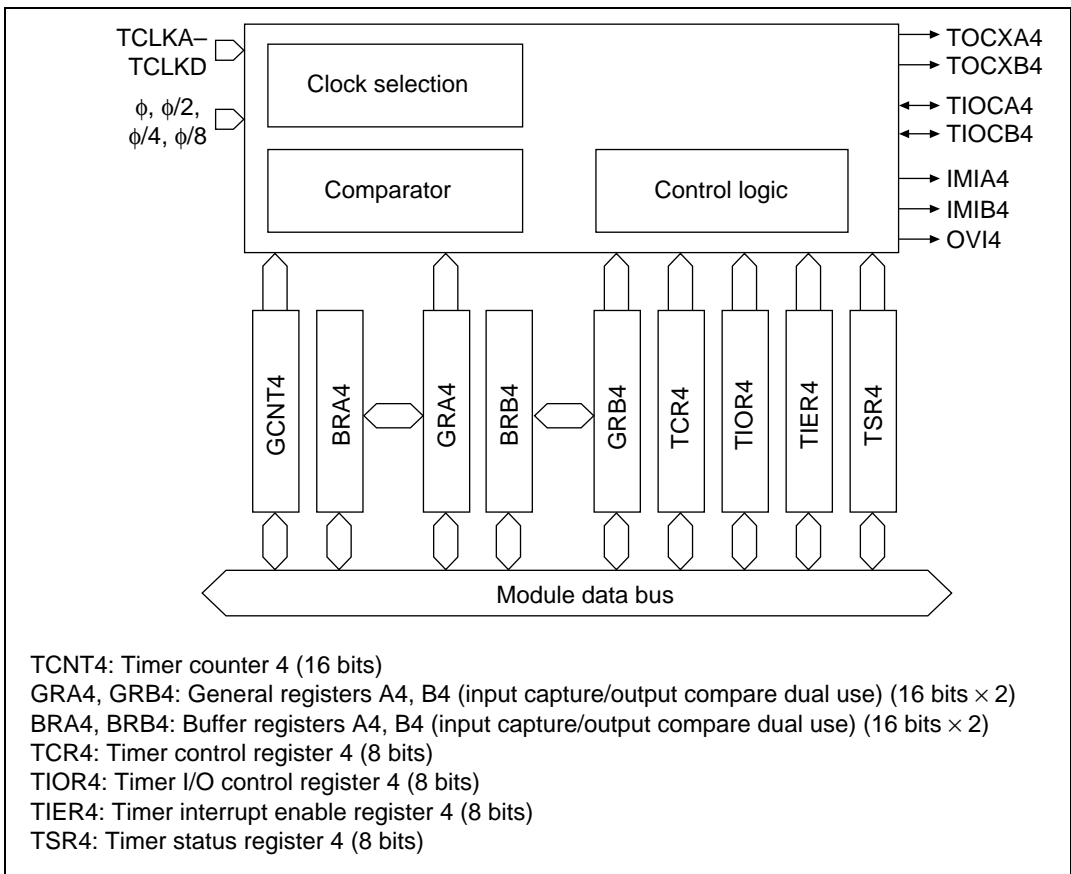 TCLKA–
TCLKD
ϕ, ϕ/2,
ϕ/4, ϕ/8
Clock selection
Comparator
Control logic
TOCXA4
TOCXB4
TIOCA4
TIOCB4
IMIA4
IMIB4
OVI4
GCNT4
BRA4
GRA4
BRB4
GRB4
TCR4
TIOR4
TIER4
TSR4
Module data bus
TCNT4: Timer counter 4 (16 bits)
GRA4, GRB4: General registers A4, B4 (input capture/output compare dual use) (16 bits × 2)
BRA4, BRB4: Buffer registers A4, B4 (input capture/output compare dual use) (16 bits × 2)
TCR4: Timer control register 4 (8 bits)
TIOR4: Timer I/O control register 4 (8 bits)
TIER4: Timer interrupt enable register 4 (8 bits)
TSR4: Timer status register 4 (8 bits)